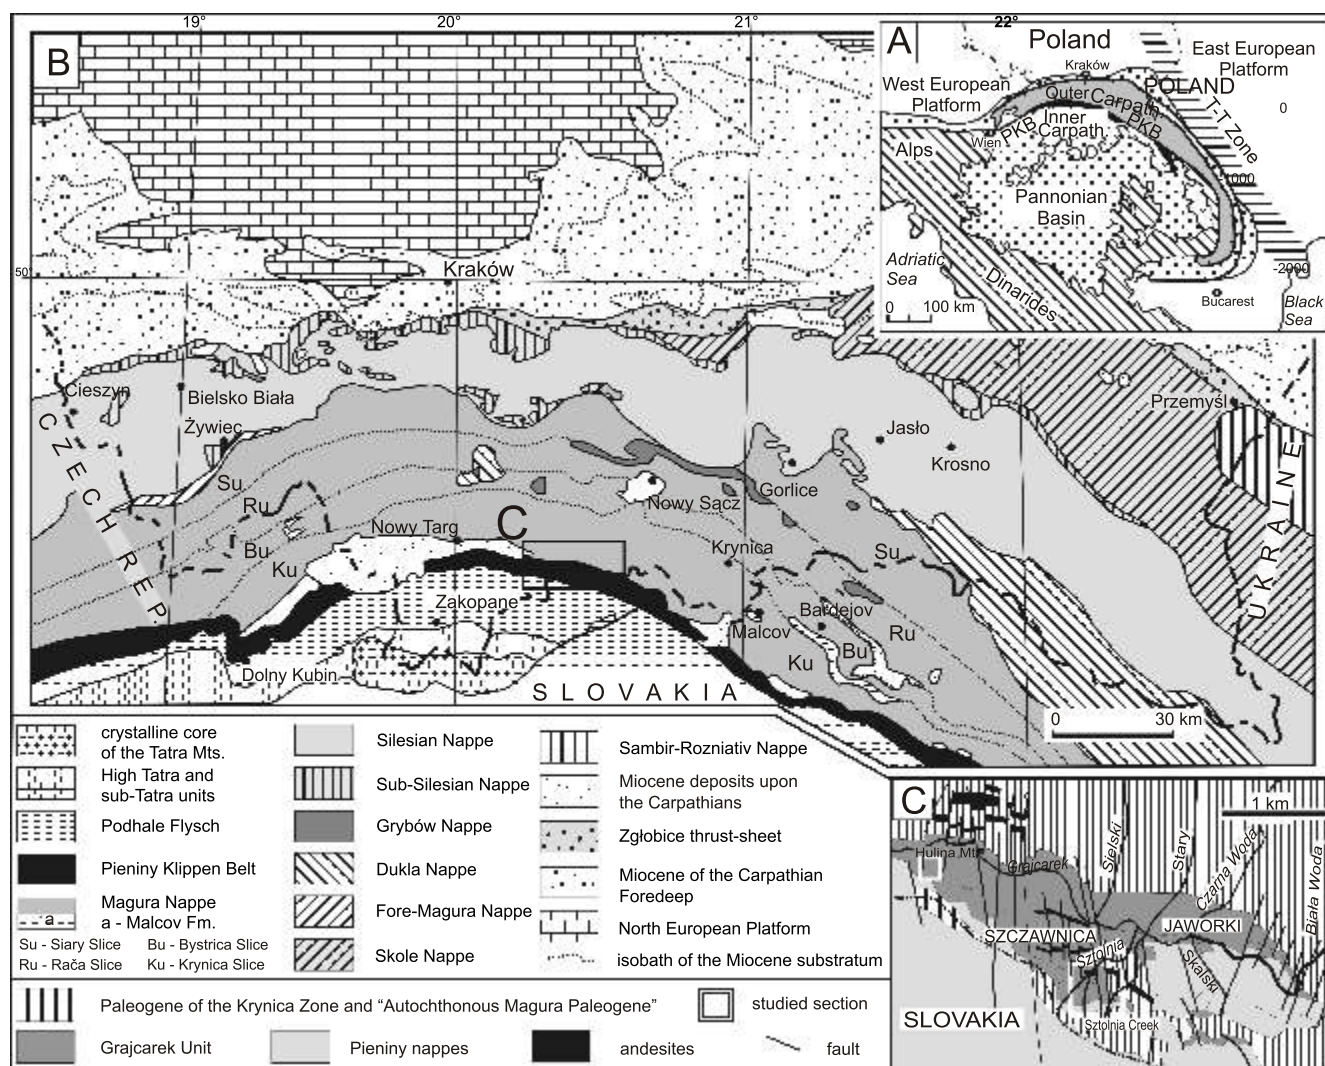 19°
20°
21°
22°
50°
B
Kraków
Cieszyn
Bielsko Biała
Żywiec
CZECH REP.
Su
Ru
Bu
Ku
Nowy Targ
C
Zakopane
Dolny Kubin
SLOVAKIA
Nowy Sącz
Gorlice
Jasło
Krosno
Przemyśl
UKRAINE
Krynica
Su
Bardejov
Malcov
Ru
Bu
Ku
0 30 km
A
Poland
Kraków
East European
Platform
West European
Platform
POLAND
0
Outer Carpath.
Inner
Carpath.
PKB
PKB
T-T Zone
Wien
Alps
-1000
Pannonian
Basin
Adriatic
Sea
Dinarides
-2000
Bucarest
Black
Sea
0 100 km
crystalline core
of the Tatra Mts.
High Tatra and
sub-Tatra units
Podhale Flysch
Pieniny Klippen Belt
Magura Nappe
a
a - Malcov Fm.
Su - Siary Slice Bu - Bystrica Slice
Ru - Rača Slice Ku - Krynica Slice
Silesian Nappe
Sub-Silesian Nappe
Grybów Nappe
Dukla Nappe
Fore-Magura Nappe
Skole Nappe
Sambir-Rozniativ Nappe
Miocene deposits upon
the Carpathians
Zgłobice thrust-sheet
Miocene of the Carpathian
Foredeep
North European Platform
isobath of the Miocene substratum
Paleogene of the Krynica Zone and “Autochthonous Magura Paleogene”
studied section
Grajcarek Unit
Pieniny nappes
andesites
fault
C
1 km
Hulina Mt.
Grajcarek
Sielski
Stary
Czarna Woda
Biała Woda
SZCZAWNICA
JAWORKI
Sztolnia
Skalski
Sztolnia Creek
SLOVAKIA